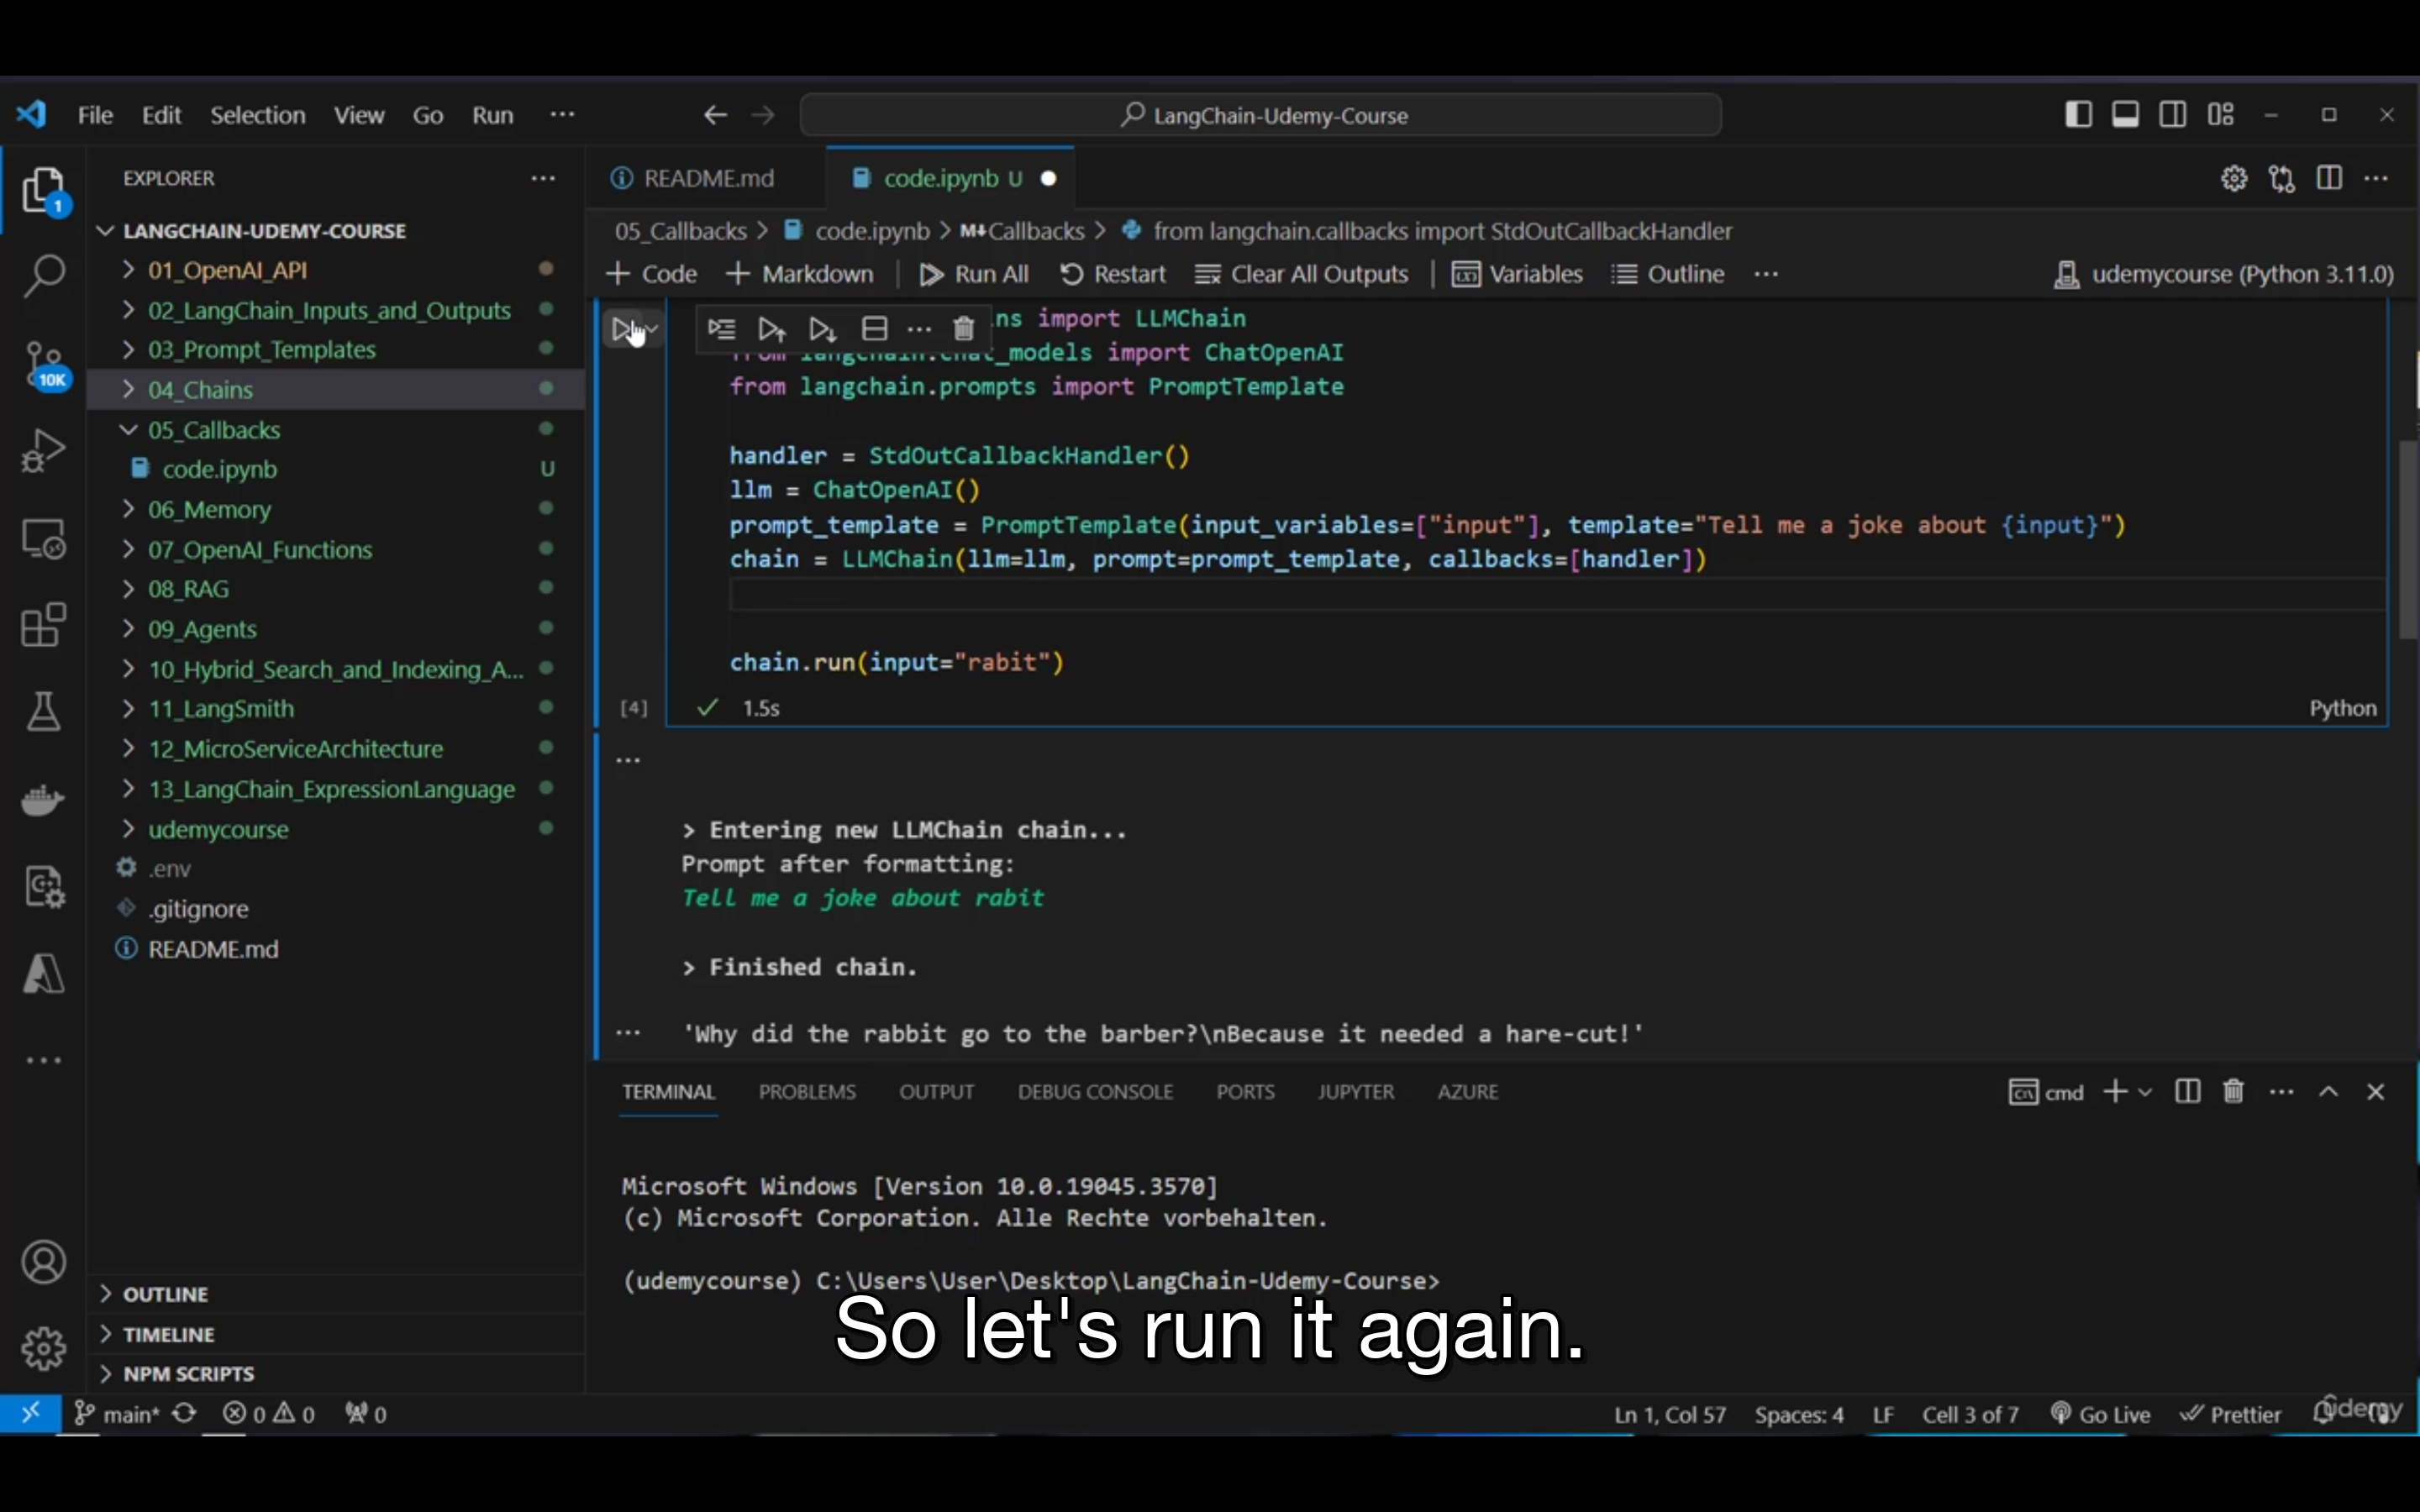 File Edit Selection View Go Run ...
LangChain-Udemy-Course
EXPLORER
LANGCHAIN-UDEMY-COURSE
01_OpenAI_API
02_LangChain_Inputs_and_Outputs
03_Prompt_Templates
04_Chains
05_Callbacks
code.ipynb U
06_Memory
07_OpenAI_Functions
08_RAG
09_Agents
10_Hybrid_Search_and_Indexing_A...
11_LangSmith
12_MicroServiceArchitecture
13_LangChain_ExpressionLanguage
udemycourse
.env
.gitignore
README.md
OUTLINE
TIMELINE
NPM SCRIPTS
1
10K
README.md
code.ipynb U
05_Callbacks > code.ipynb > M↓Callbacks > from langchain.callbacks import StdOutCallbackHandler
+ Code + Markdown | Run All Restart Clear All Outputs | Variables Outline ...
udemycourse (Python 3.11.0)
ns import LLMChain
from langchain.chat_models import ChatOpenAI
from langchain.prompts import PromptTemplate
handler = StdOutCallbackHandler()
llm = ChatOpenAI()
prompt_template = PromptTemplate(input_variables=["input"], template="Tell me a joke about {input}")
chain = LLMChain(llm=llm, prompt=prompt_template, callbacks=[handler])
chain.run(input="rabit")
[4] ✓ 1.5s
Python
...
> Entering new LLMChain chain...
Prompt after formatting:
Tell me a joke about rabit
> Finished chain.
... 'Why did the rabbit go to the barber?\nBecause it needed a hare-cut!'
TERMINAL PROBLEMS OUTPUT DEBUG CONSOLE PORTS JUPYTER AZURE
cmd
Microsoft Windows [Version 10.0.19045.3570]
(c) Microsoft Corporation. Alle Rechte vorbehalten.
(udemycourse) C:\Users\User\Desktop\LangChain-Udemy-Course>
So let's run it again.
main* 0 0 0
Ln 1, Col 57 Spaces: 4 LF Cell 3 of 7 Go Live Prettier
Udemy